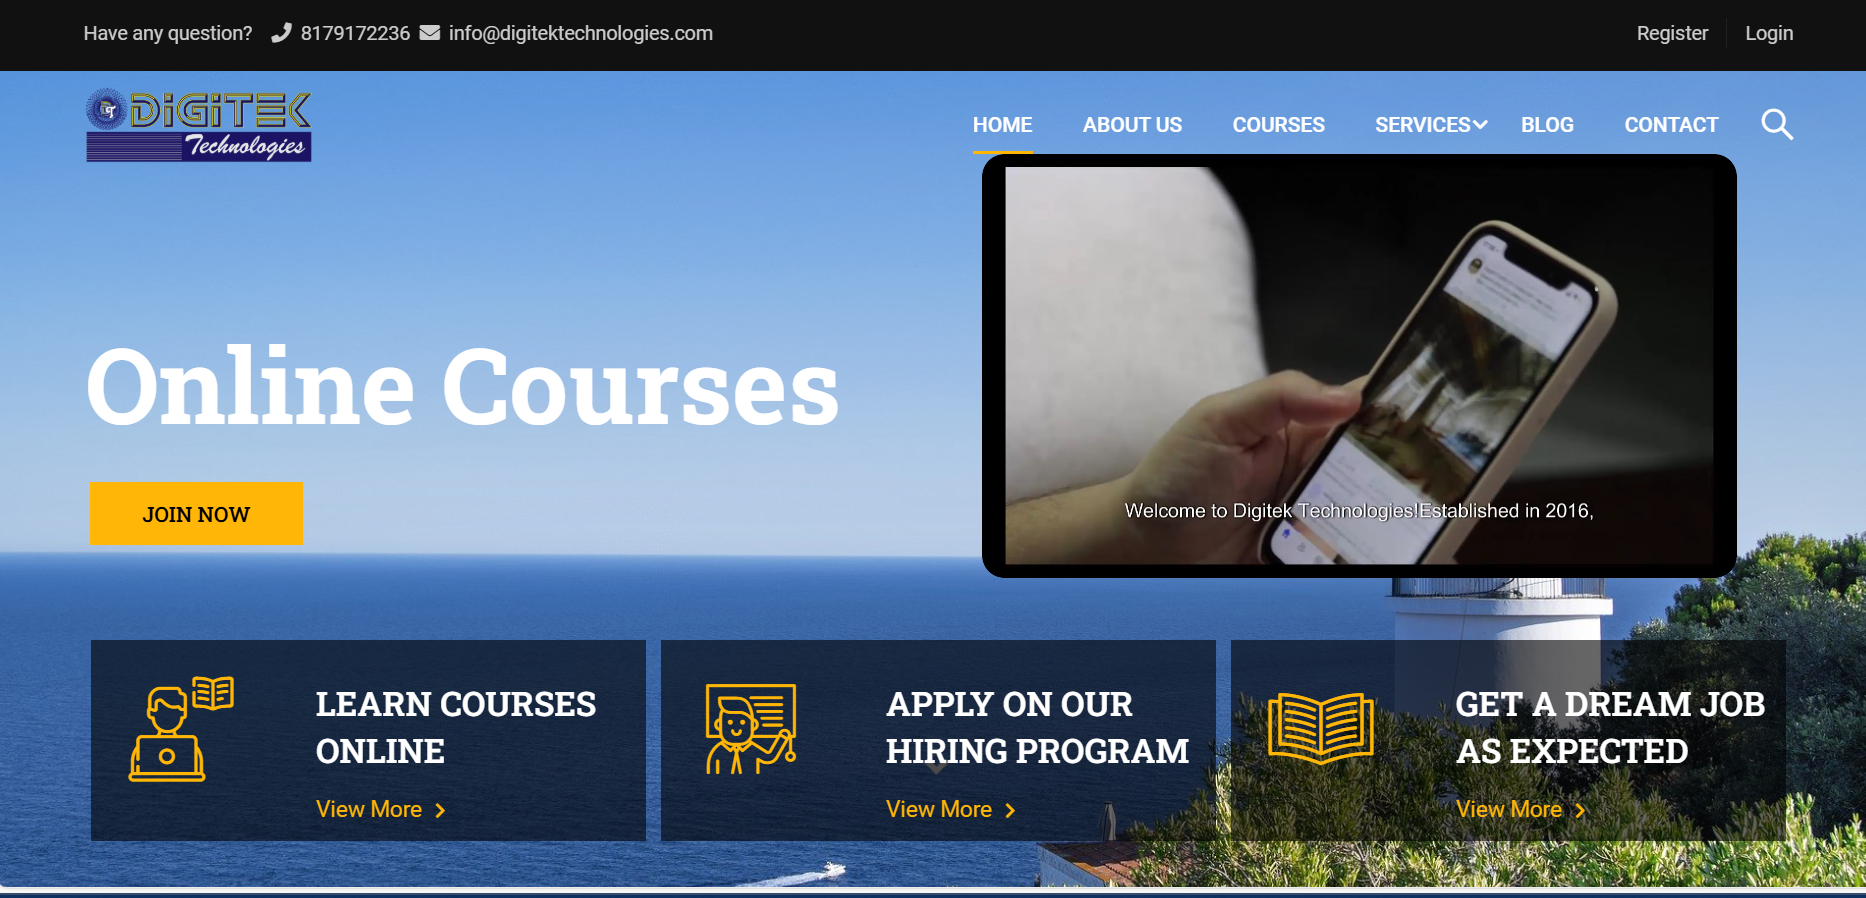 Have any question? 8179172236 info@digitektechnologies.com
Register Login
DiGiTEK
Technologies
HOME ABOUT US COURSES SERVICES BLOG CONTACT
Welcome to Digitek Technologies!Established in 2016,
Online Courses
JOIN NOW
LEARN COURSES
ONLINE
View More
APPLY ON OUR
HIRING PROGRAM
View More
GET A DREAM JOB
AS EXPECTED
View More